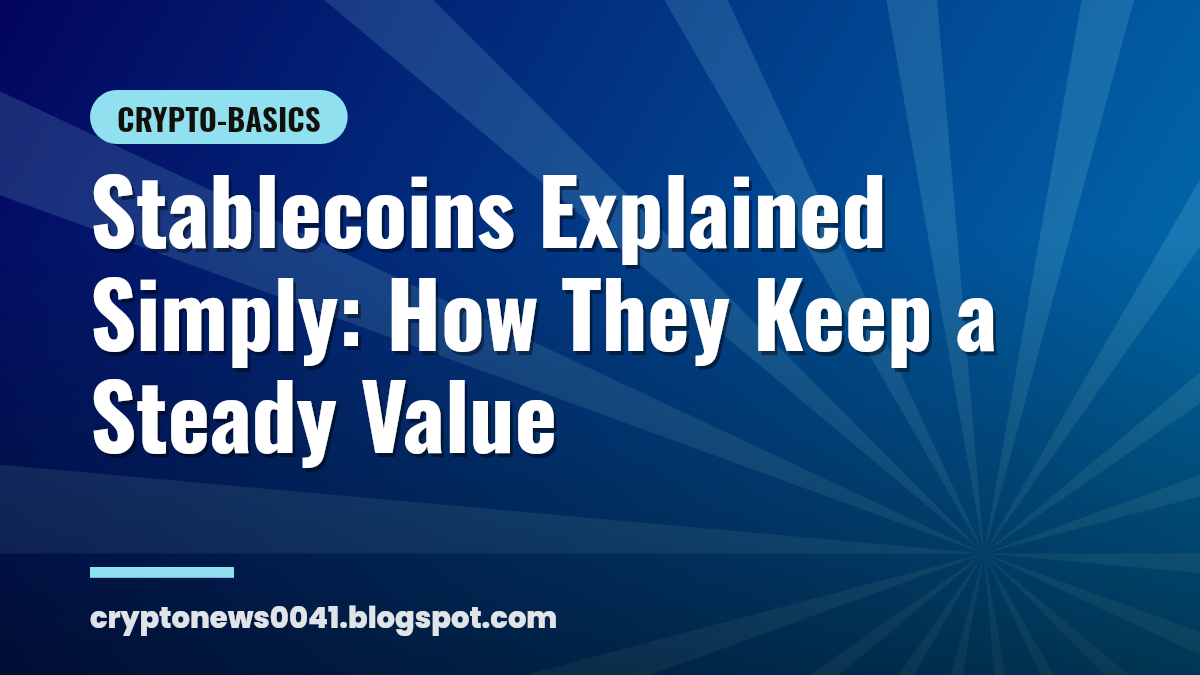 CRYPTO-BASICS
Stablecoins Explained
Simply: How They Keep a
Steady Value
cryptonews0041.blogspot.com